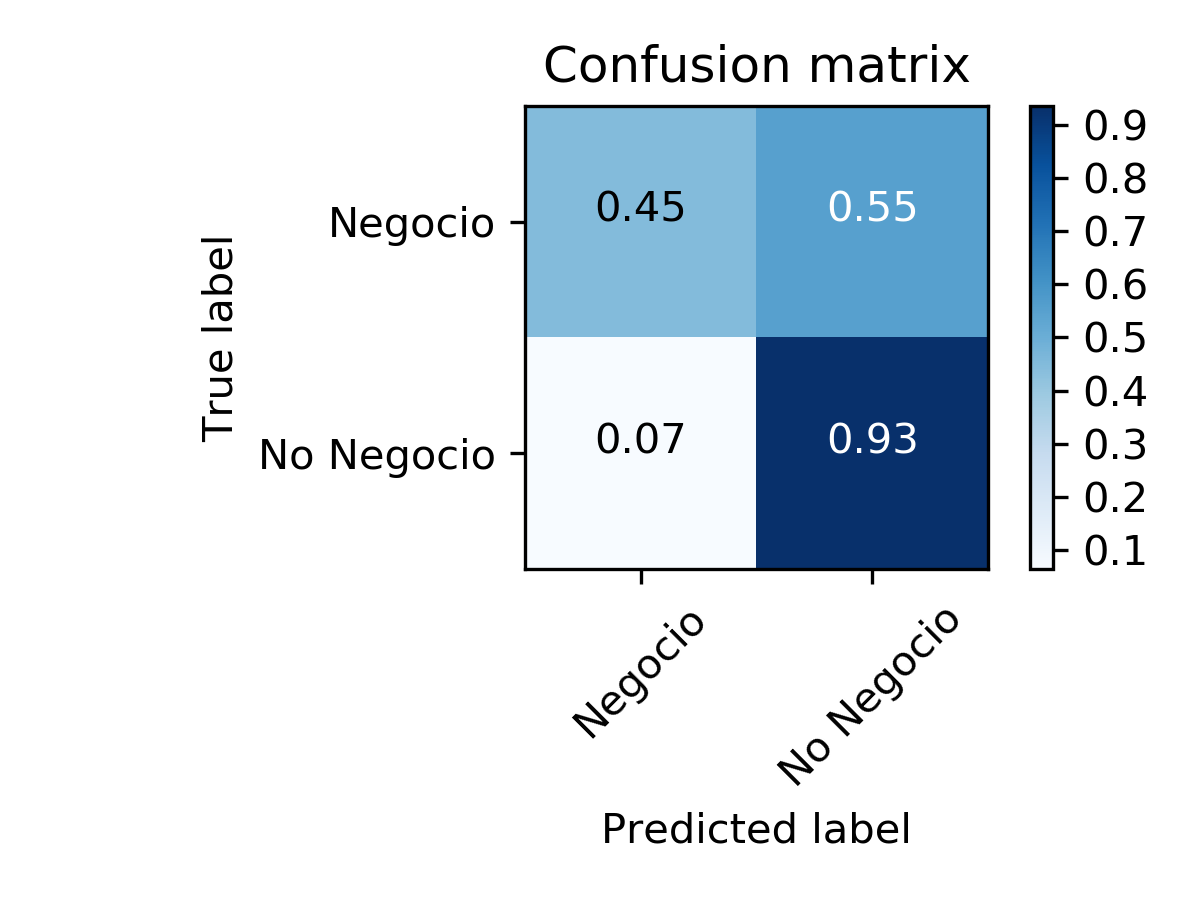 Confusion matrix
True label
Negocio
0.45 0.55
No Negocio
0.07 0.93
Negocio
No Negocio
Predicted label
0.9
0.8
0.7
0.6
0.5
0.4
0.3
0.2
0.1